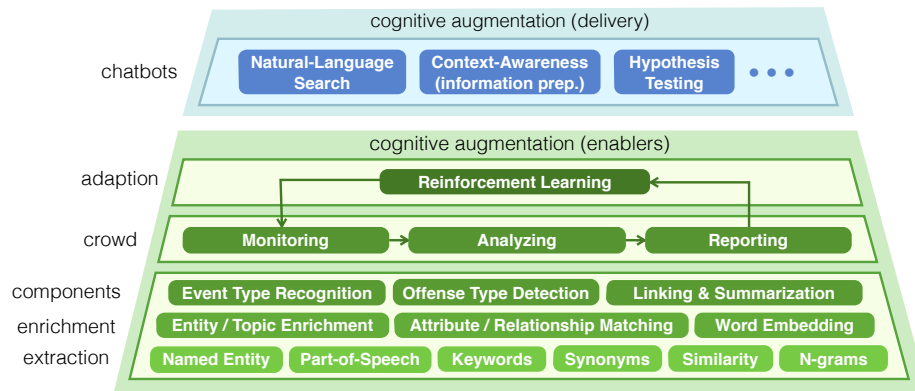 cognitive augmentation (delivery)
chatbots
Natural-Language
Search
Context-Awareness
(information prep.)
Hypothesis
Testing
cognitive augmentation (enablers)
adaption
Reinforcement Learning
crowd
Monitoring
Analyzing
Reporting
components
Event Type Recognition
Offense Type Detection
Linking & Summarization
enrichment
Entity / Topic Enrichment
Attribute / Relationship Matching
Word Embedding
extraction
Named Entity
Part-of-Speech
Keywords
Synonyms
Similarity
N-grams